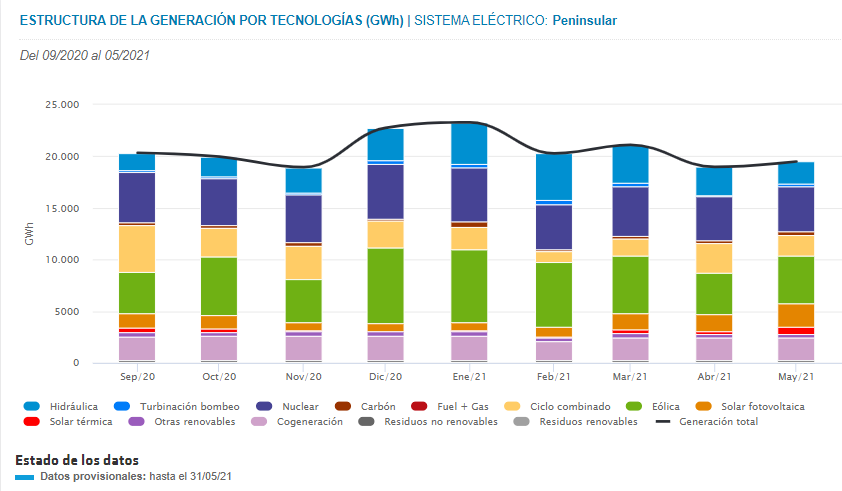 ESTRUCTURA DE LA GENERACIÓN POR TECNOLOGÍAS (GWh) | SISTEMA ELÉCTRICO: Peninsular
Del 09/2020 al 05/2021
25.000
20.000
15.000
10.000
5000
0
GWh
Sep/20 Oct/20 Nov/20 Dic/20 Ene/21 Feb/21 Mar/21 Abr/21 May/21
Hidráulica Turbinación bombeo Nuclear Carbón Fuel + Gas Ciclo combinado Eólica Solar fotovoltaica
Solar térmica Otras renovables Cogeneración Residuos no renovables Residuos renovables Generación total
Estado de los datos
Datos provisionales: hasta el 31/05/21